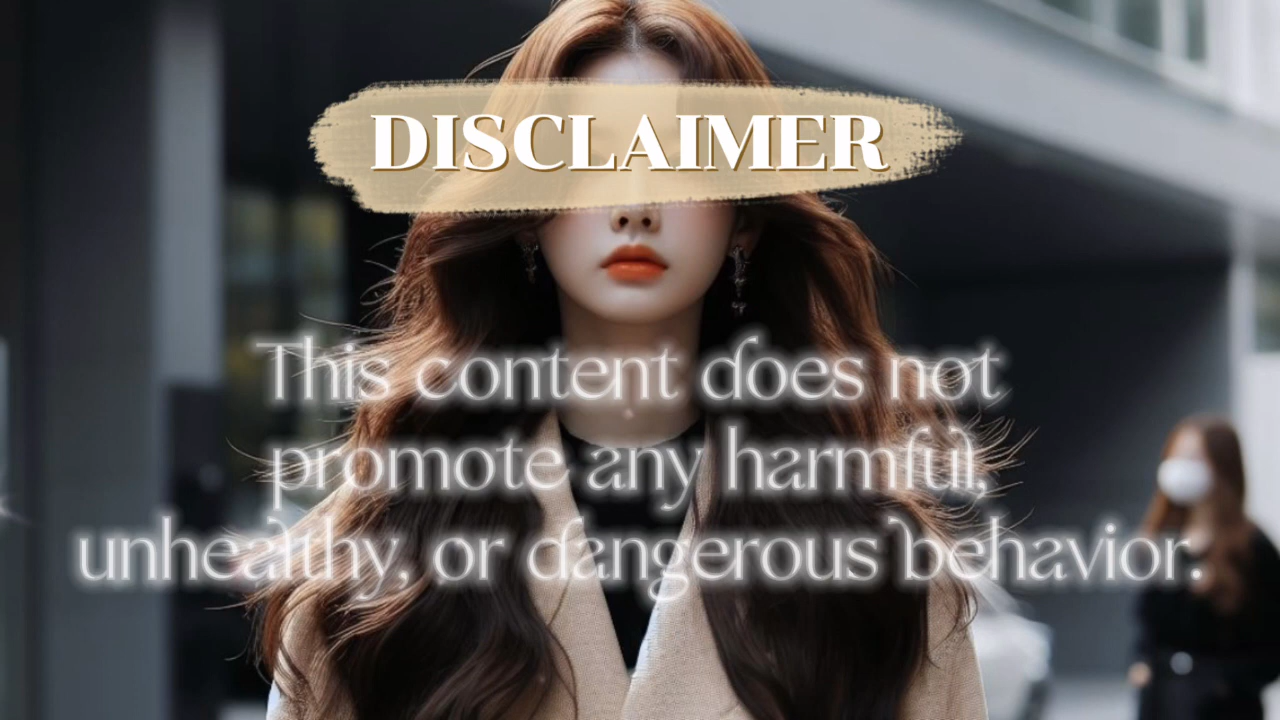 DISCLAIMER
This content does not
promote any harmful,
unhealthy, or dangerous behavior.